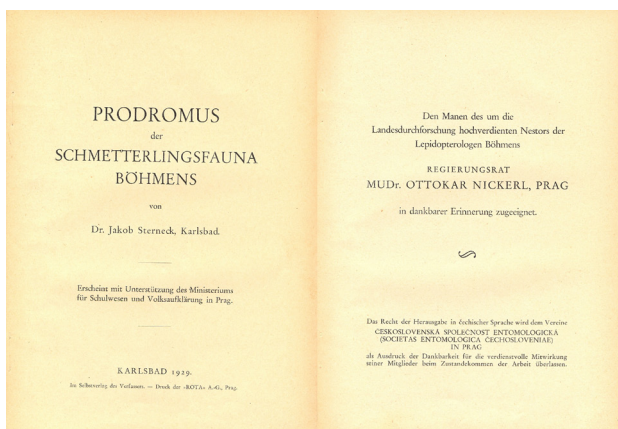 PRODROMUS
der
SCHMETTERLINGSFAUNA
BÖHMENS
von
Dr. Jakob Sterneck, Karlsbad.
Erscheint mit Unterstützung des Ministeriums
für Schulwesen und Volksaufklärung in Prag.
KARLSBAD 1929.
Im Selbstverlag des Verfassers. — Druck der »ROTA« A.-G., Prag.
Den Manen des um die
Landesdurchforschung hochverdienten Nestors der
Lepidopterologen Böhmens
REGIERUNGSRAT
MUDr. OTTOKAR NICKERL, PRAG
in dankbarer Erinnerung zugeeignet.
Das Recht der Herausgabe in čechischer Sprache wird dem Vereine
ČESKOSLOVENSKÁ SPOLEČNOST ENTOMOLOGICKÁ
(SOCIETAS ENTOMOLOGICA ČECHOSLOVENIAE)
IN PRAG
als Ausdruck der Dankbarkeit für die verdienstvolle Mitwirkung
seiner Mitglieder beim Zustandekommen der Arbeit überlassen.